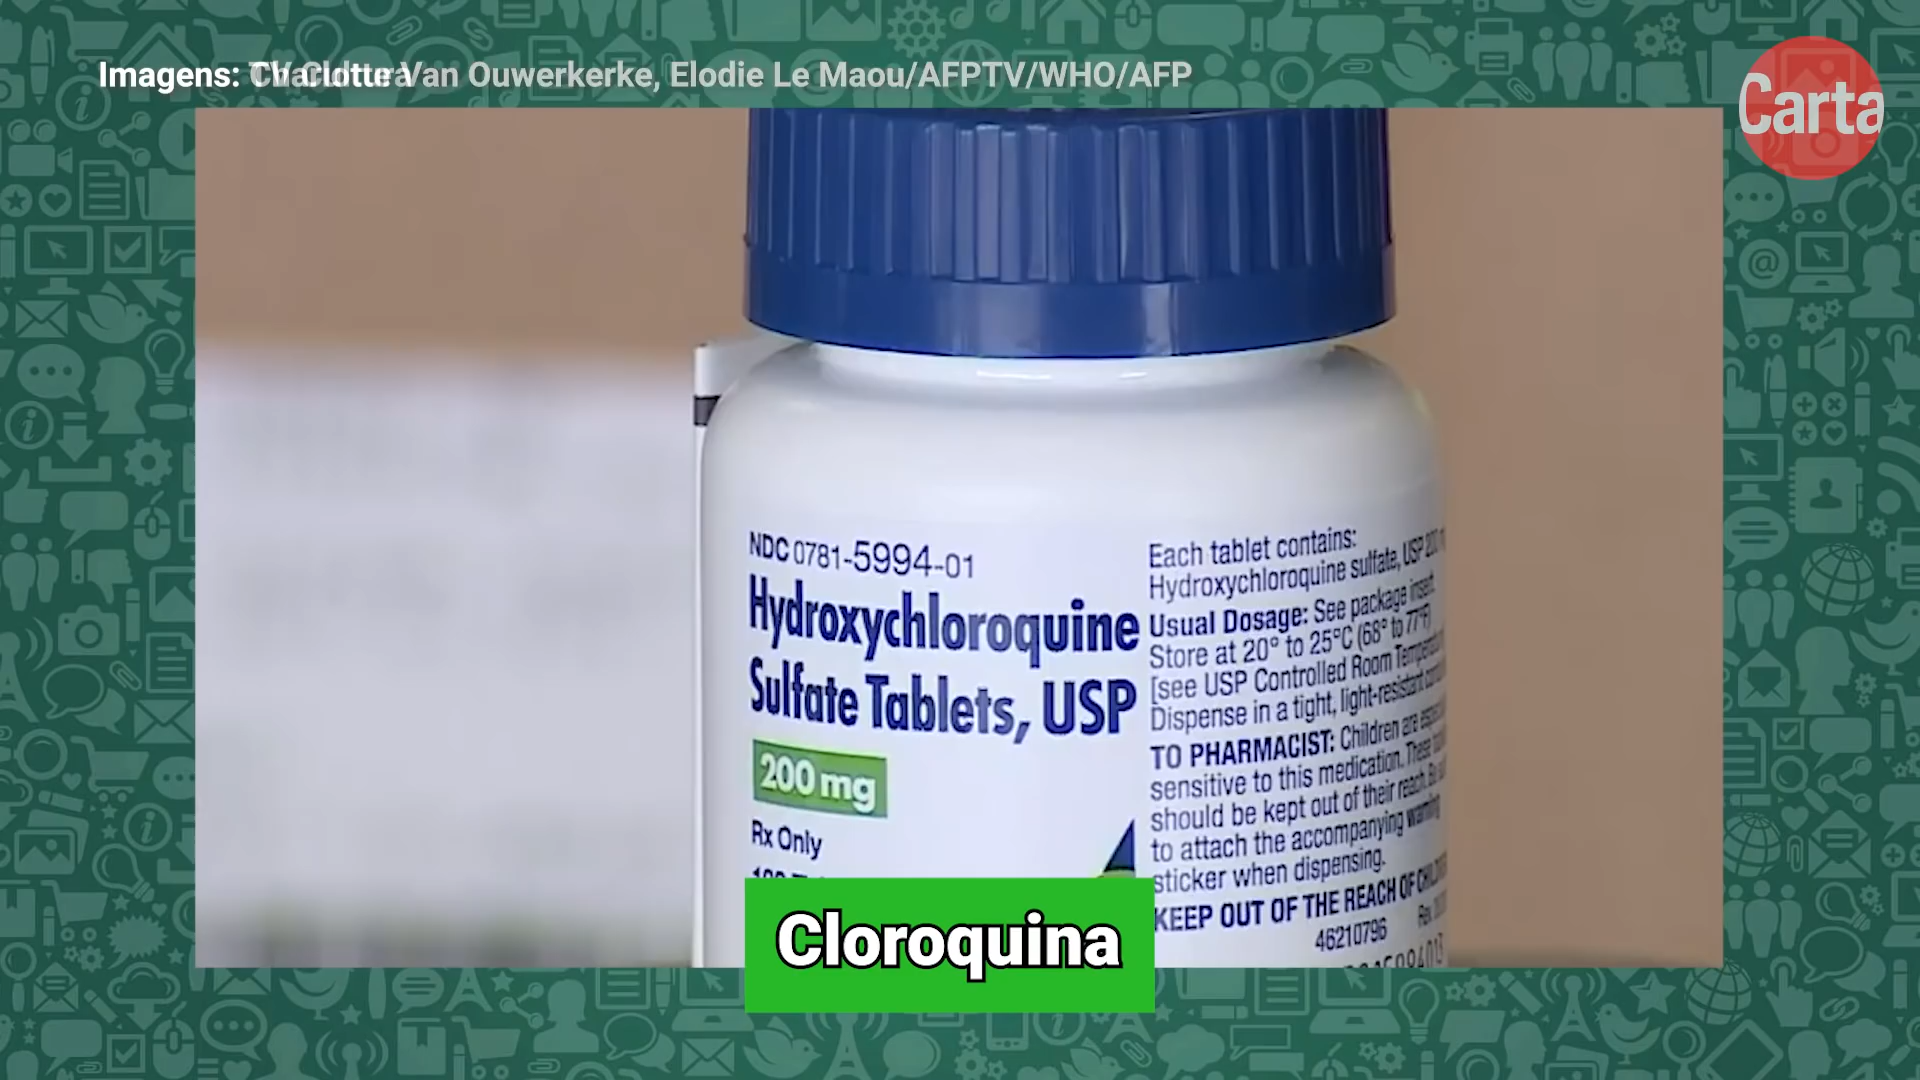 Imagens: Charlotte Van Ouwerkerke, Elodie Le Maou/AFPTV/WHO/AFP
Carta
NDC 0781-5994-01
Hydroxychloroquine
Sulfate Tablets, USP
200 mg
Rx Only
Each tablet contains:
Hydroxychloroquine sulfate, USP 200
Usual Dosage: See package insert.
Store at 20° to 25°C (68° to 77°F)
[see USP Controlled Room
Dispense in a tight, light-resistant
TO PHARMACIST: Children are
sensitive to this medication. These
should be kept out of their reach.
to attach the accompanying warning
sticker when dispensing.
KEEP OUT OF THE REACH OF
46210796
Cloroquina